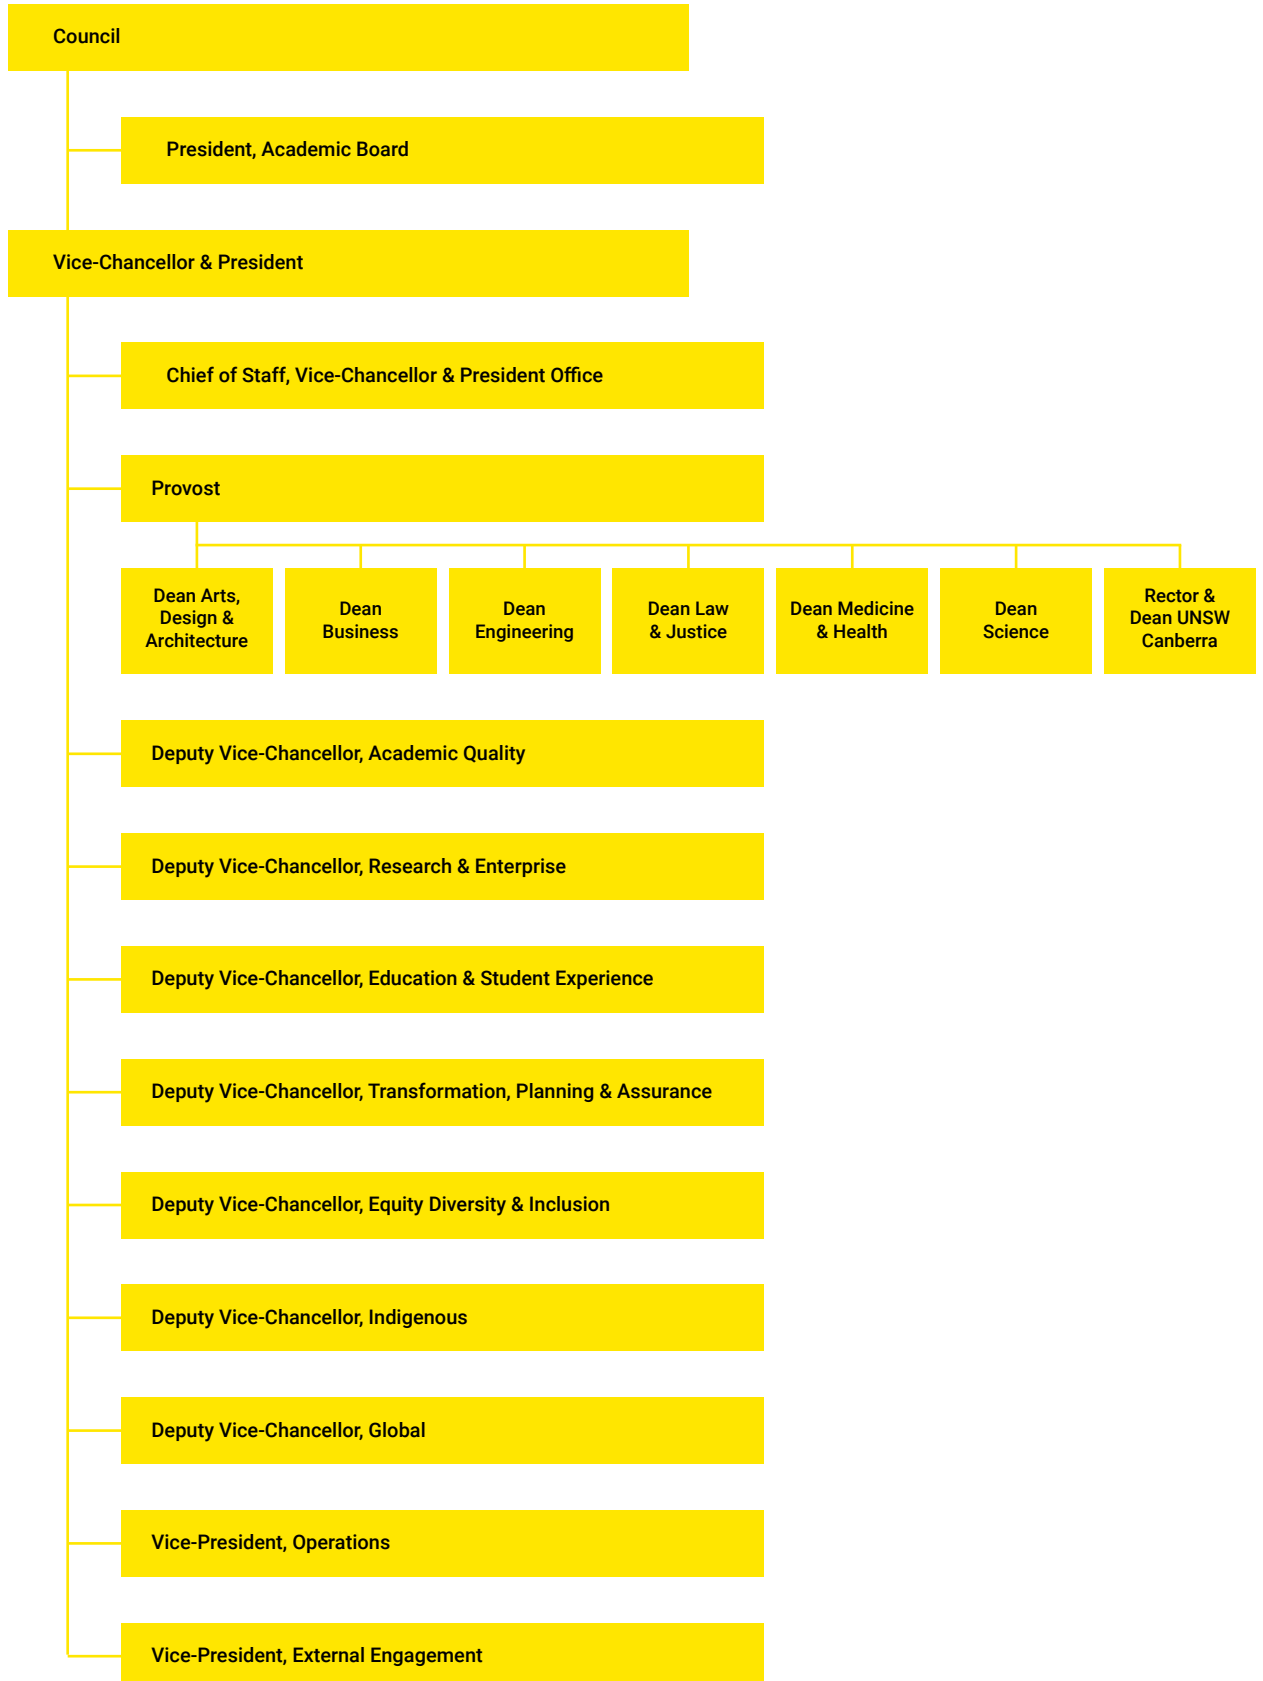 Council
President, Academic Board
Vice-Chancellor & President
Chief of Staff, Vice-Chancellor & President Office
Provost
Dean Arts,
Design &
Architecture
Dean
Business
Dean
Engineering
Dean Law
& Justice
Dean Medicine
& Health
Dean
Science
Rector &
Dean UNSW
Canberra
Deputy Vice-Chancellor, Academic Quality
Deputy Vice-Chancellor, Research & Enterprise
Deputy Vice-Chancellor, Education & Student Experience
Deputy Vice-Chancellor, Transformation, Planning & Assurance
Deputy Vice-Chancellor, Equity Diversity & Inclusion
Deputy Vice-Chancellor, Indigenous
Deputy Vice-Chancellor, Global
Vice-President, Operations
Vice-President, External Engagement